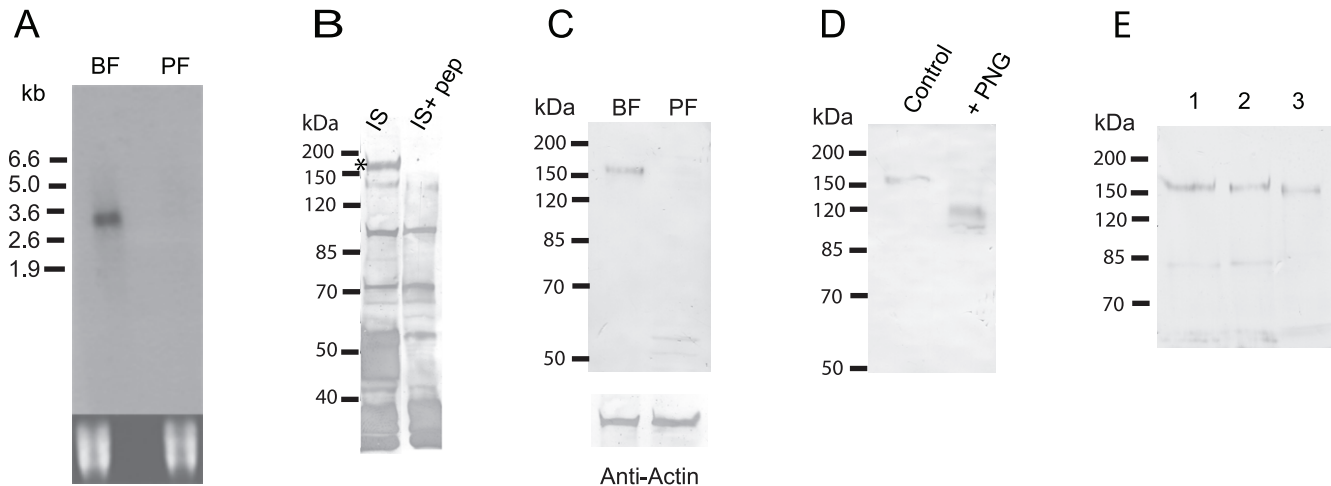 A
BF PF
kb
6.6
5.0
3.6
2.6
1.9
B
IS
IS+ pep
kDa
200
*
150
120
85
70
50
40
C
kDa BF PF
200
150
120
85
70
50
Anti-Actin
D
Control
+ PNG
kDa
200
150
120
85
70
50
E
1 2 3
kDa
200
150
120
85
70